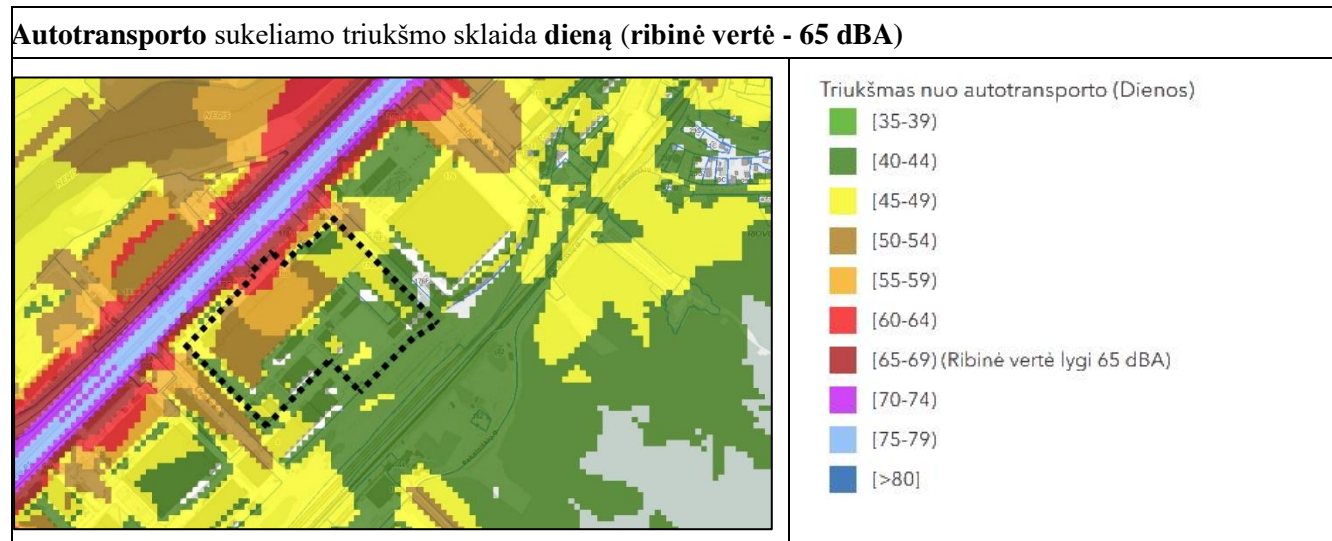 Autotransporto sukeliamo triukšmo sklaida dieną (ribinė vertė - 65 dBA)
Triukšmas nuo autotransporto (Dienos)
[35-39)
[40-44)
[45-49)
[50-54)
[55-59)
[60-64)
[65-69) (Ribinė vertė lygi 65 dBA)
[70-74)
[75-79)
[>80]
NERIS